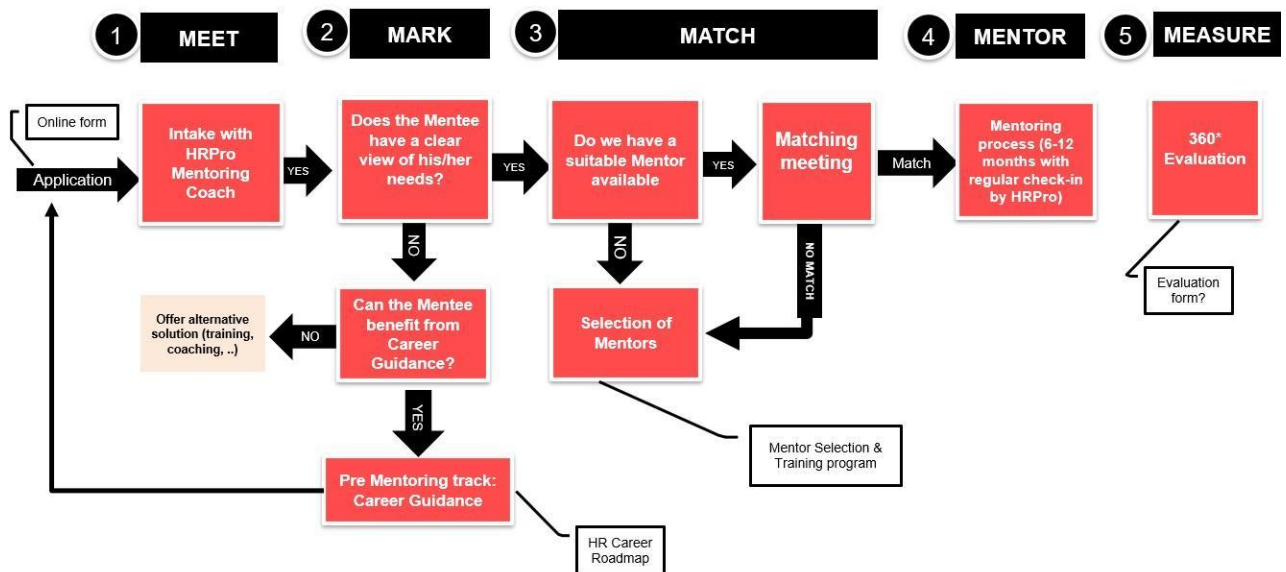 1
MEET
2
MARK
3
MATCH
4
MENTOR
5
MEASURE
Online form
Application
Intake with
HRPro
Mentoring
Coach
YES
Does the Mentee
have a clear
view of his/her
needs?
YES
Do we have a
suitable Mentor
available
YES
Matching
meeting
Match
Mentoring
process (6-12
months with
regular check-in
by HRPro)
360*
Evaluation
NO
NO
NO MATCH
Evaluation
form?
Offer alternative
solution (training,
coaching, ..)
NO
Can the Mentee
benefit from
Career
Guidance?
Selection of
Mentors
YES
Mentor Selection &
Training program
Pre Mentoring track:
Career Guidance
HR Career
Roadmap